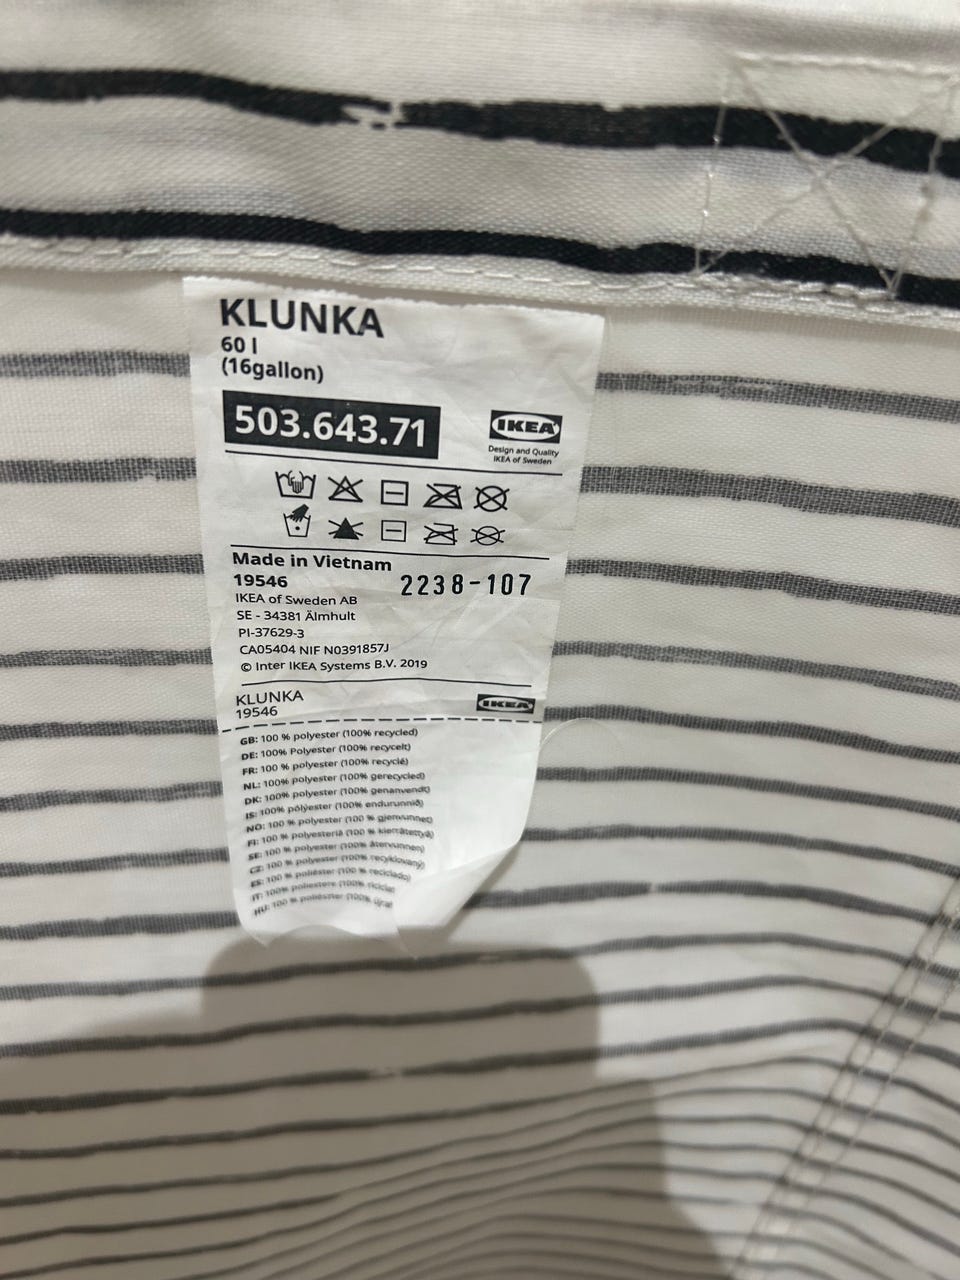 KLUNKA
60 l
(16gallon)
503.643.71
IKEA
Design and Quality
IKEA of Sweden
Made in Vietnam
19546
2238-107
IKEA of Sweden AB
SE - 34381 Älmhult
PI-37629-3
CA05404 NIF N0391857J
© Inter IKEA Systems B.V. 2019
KLUNKA
19546
IKEA
GB: 100 % polyester (100% recycled)
DE: 100% Polyester (100% recycelt)
FR: 100 % polyester (100% recyclé)
NL: 100% polyester (100% gerecycled)
DK: 100% polyester (100% genanvendt)
IS: 100% pólýester (100% endurunnið)
NO: 100 % polyester (100 % gjenvunnet)
FI: 100 % polyesteriä (100 % kierrätettyä)
SE: 100 % polyester (100% återvunnen)
CZ: 100 % polyester (100% recyklovaný)
ES: 100 % poliéster (100 % reciclado)
IT: 100% poliestere (100%
HU: 100 % poliészter (100%